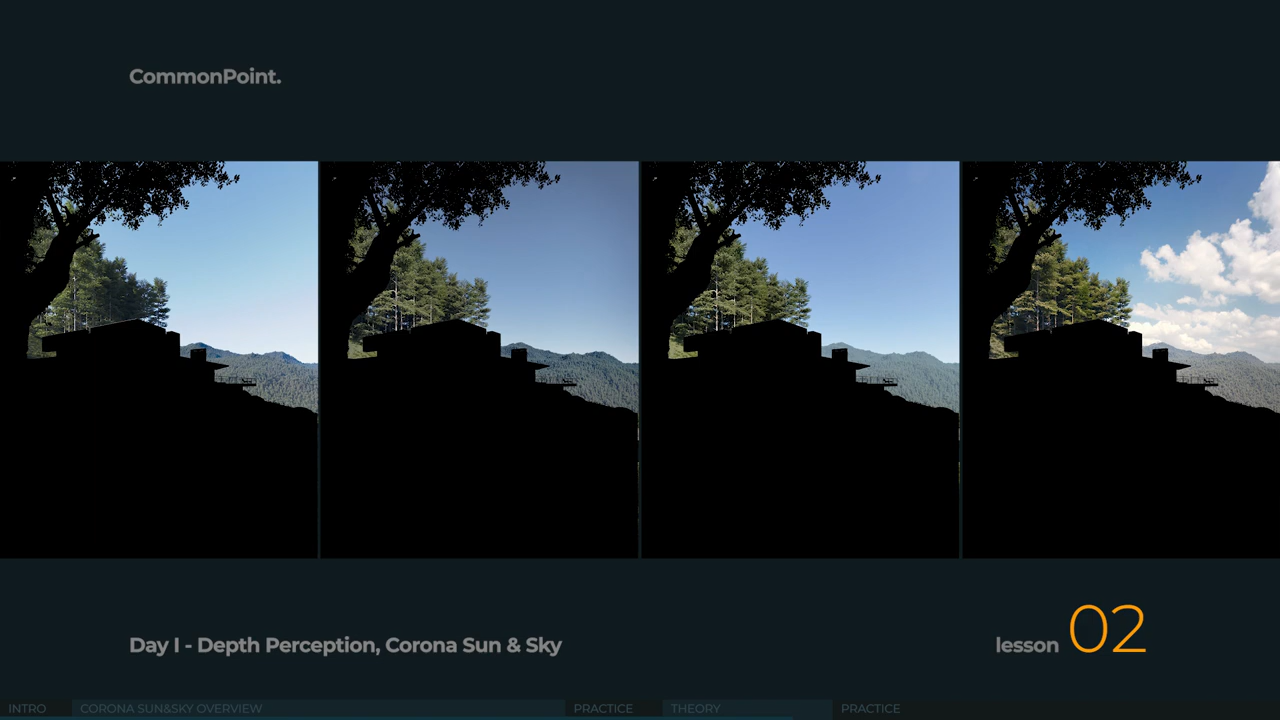 CommonPoint.
Day I - Depth Perception, Corona Sun & Sky
lesson 02
INTRO CORONA SUN&SKY OVERVIEW PRACTICE THEORY PRACTICE